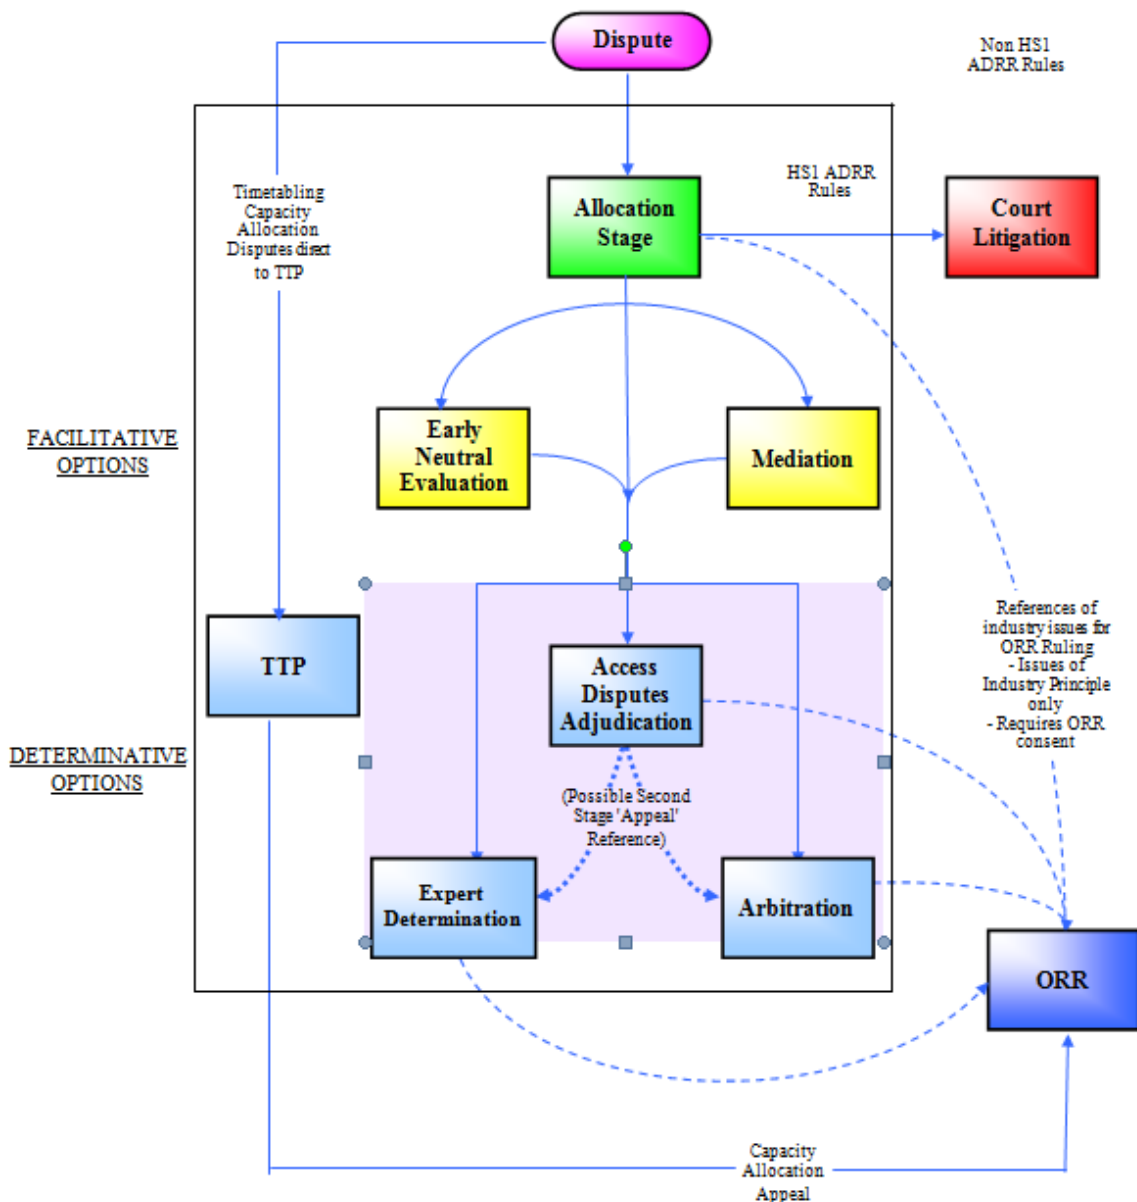 Dispute
Non HS1
ADRR Rules
HS1 ADRR
Rules
Timetabling
Capacity
Allocation
Disputes direct
to TTP
Allocation
Stage
Court
Litigation
FACILITATIVE
OPTIONS
Early
Neutral
Evaluation
Mediation
References of
industry issues for
ORR Ruling
- Issues of
Industry Principle
only
- Requires ORR
consent
TTP
Access
Disputes
Adjudication
DETERMINATIVE
OPTIONS
(Possible Second
Stage 'Appeal'
Reference)
Expert
Determination
Arbitration
ORR
Capacity
Allocation
Appeal